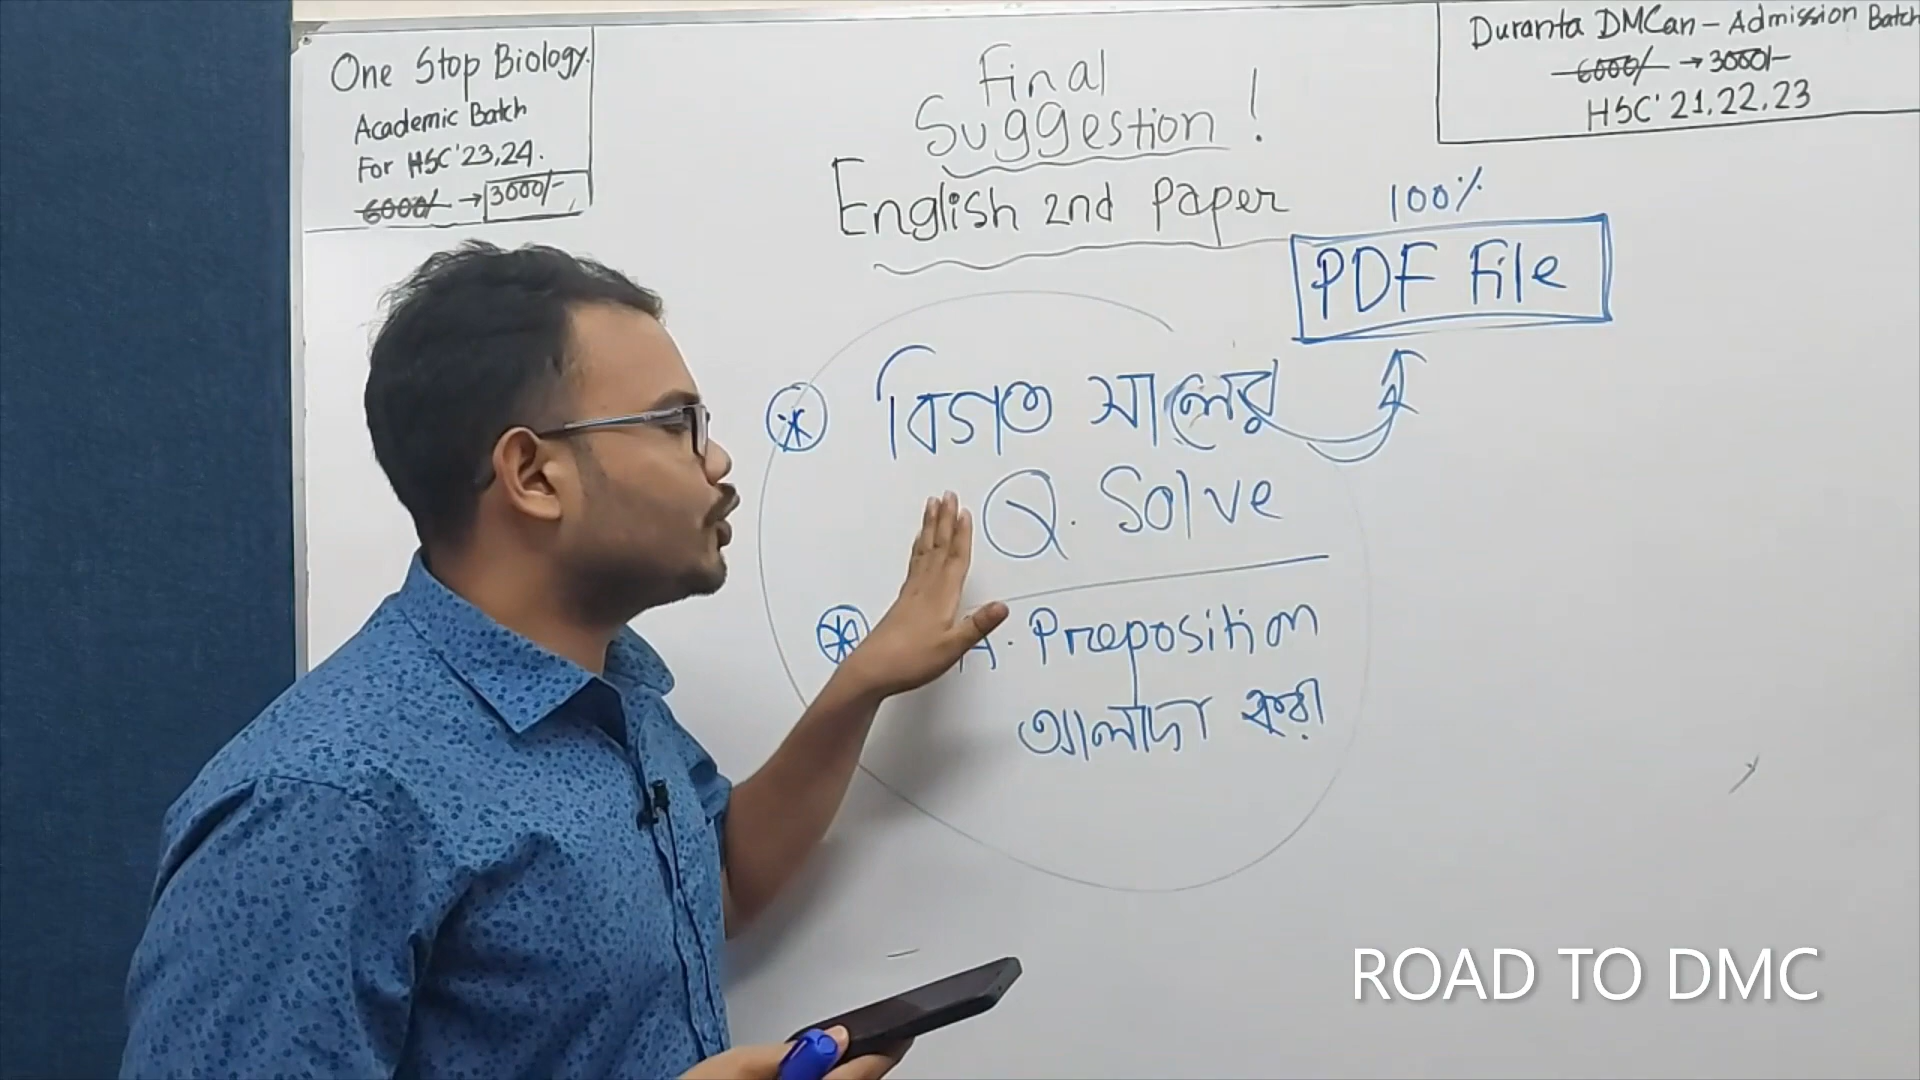 One Stop Biology.
Academic Batch
For HSC'23,24.
6000/- → 3000/-
Final
Suggestion !
English 2nd Paper
Duranta DMCan - Admission Batch
6000/- → 3000/-
HSC' 21,22,23
100%
PDF File
বিগত সালের
Q. Solve
A. Preposition
আলাদা
ROAD TO DMC